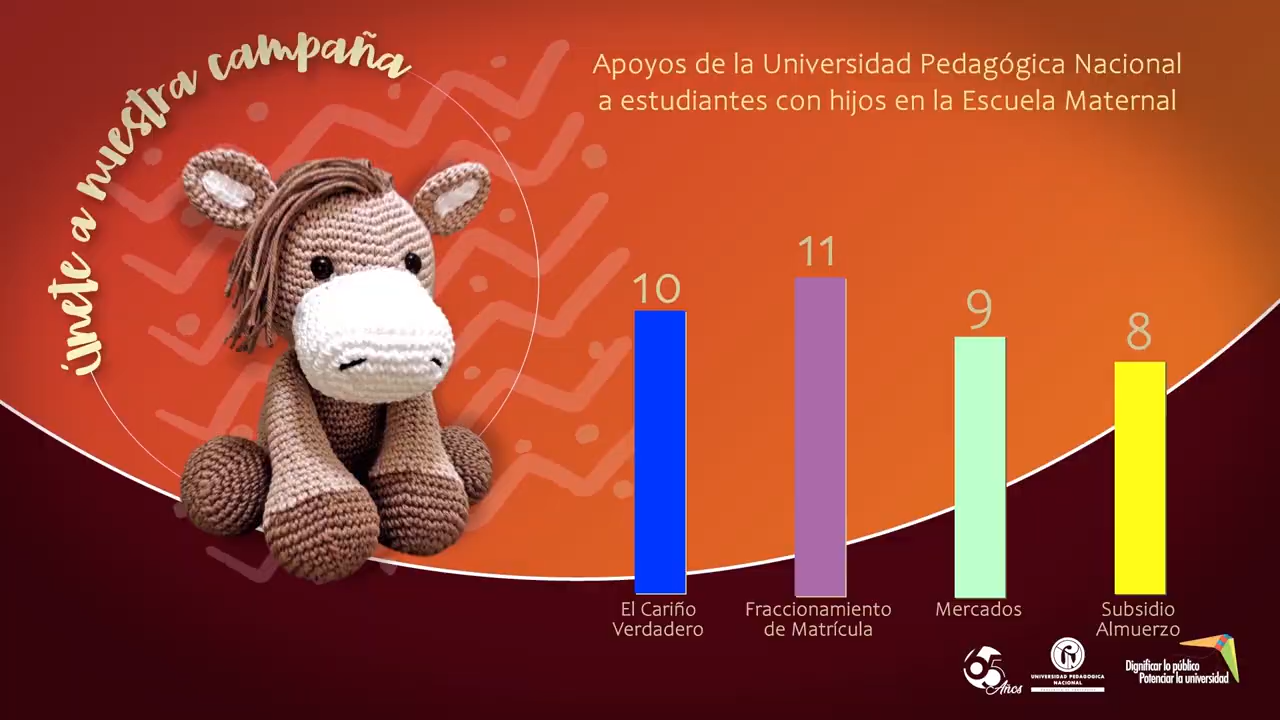 únete a nuestra campaña
Apoyos de la Universidad Pedagógica Nacional
a estudiantes con hijos en la Escuela Maternal
10
11
9
8
El Cariño
Verdadero
Fraccionamiento
de Matrícula
Mercados
Subsidio
Almuerzo
65
Años
UNIVERSIDAD PEDAGÓGICA
NACIONAL
Dignificar lo público
Potenciar la universidad